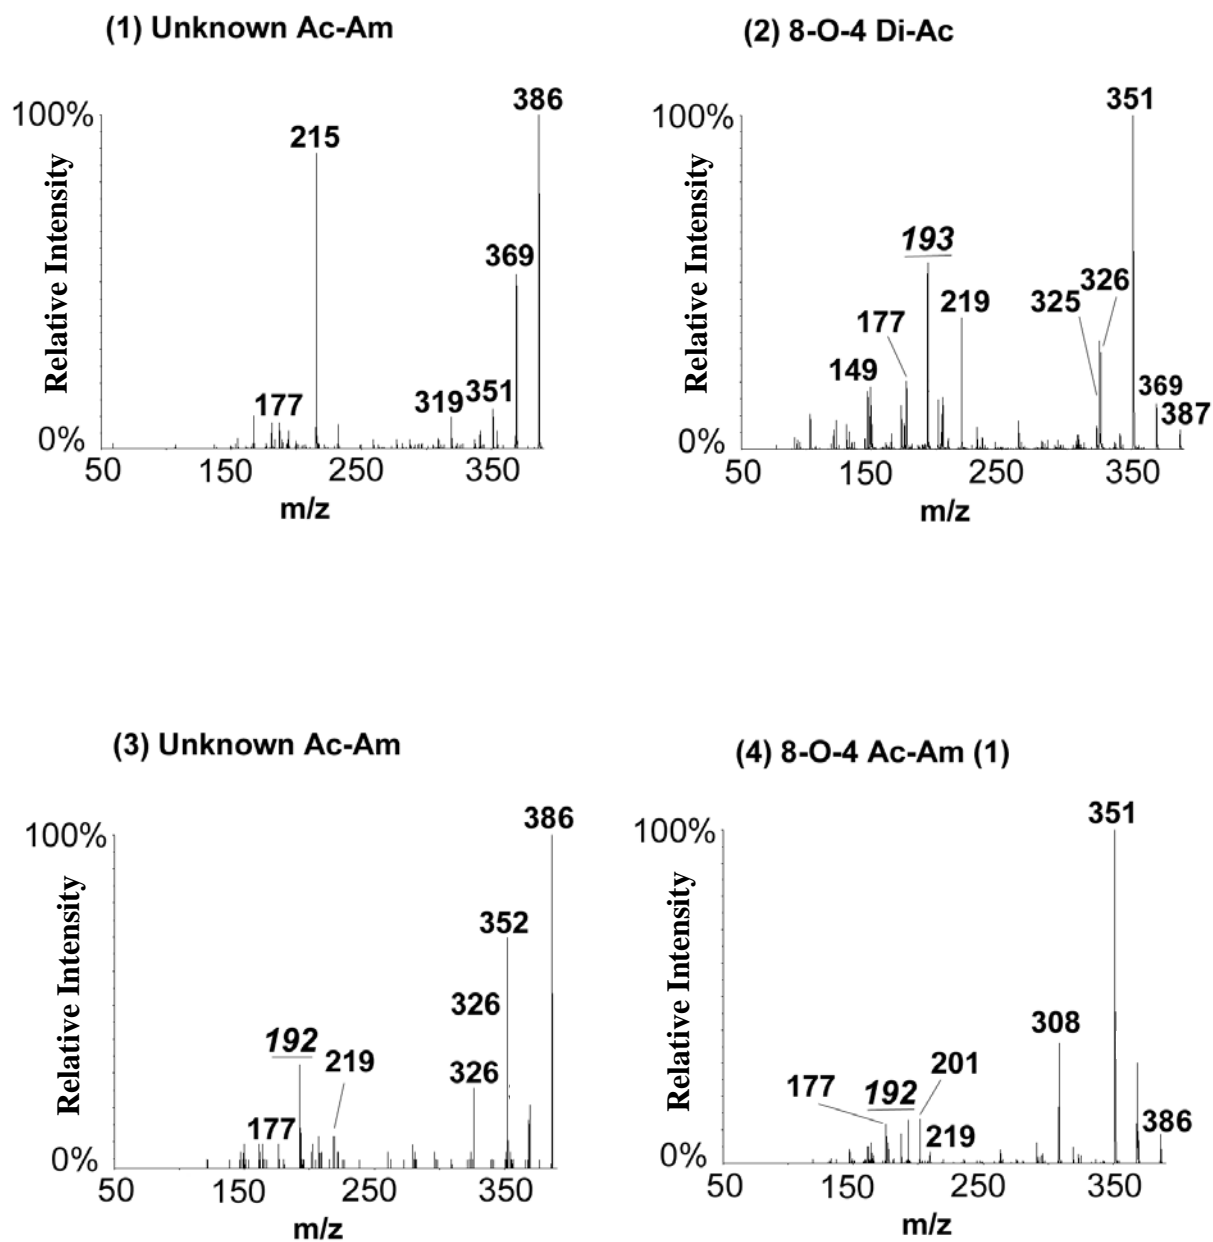 (1) Unknown Ac-Am
100%
Relative Intensity
0%
386
215
369
177
319
351
50 150 250 350
m/z
(2) 8-O-4 Di-Ac
100%
Relative Intensity
0%
351
193
326
325
219
177
149
369
387
50 150 250 350
m/z
(3) Unknown Ac-Am
100%
Relative Intensity
0%
386
352
326
192
219
326
177
50 150 250 350
m/z
(4) 8-O-4 Ac-Am (1)
100%
Relative Intensity
0%
351
308
201
177
192
219
386
50 150 250 350
m/z